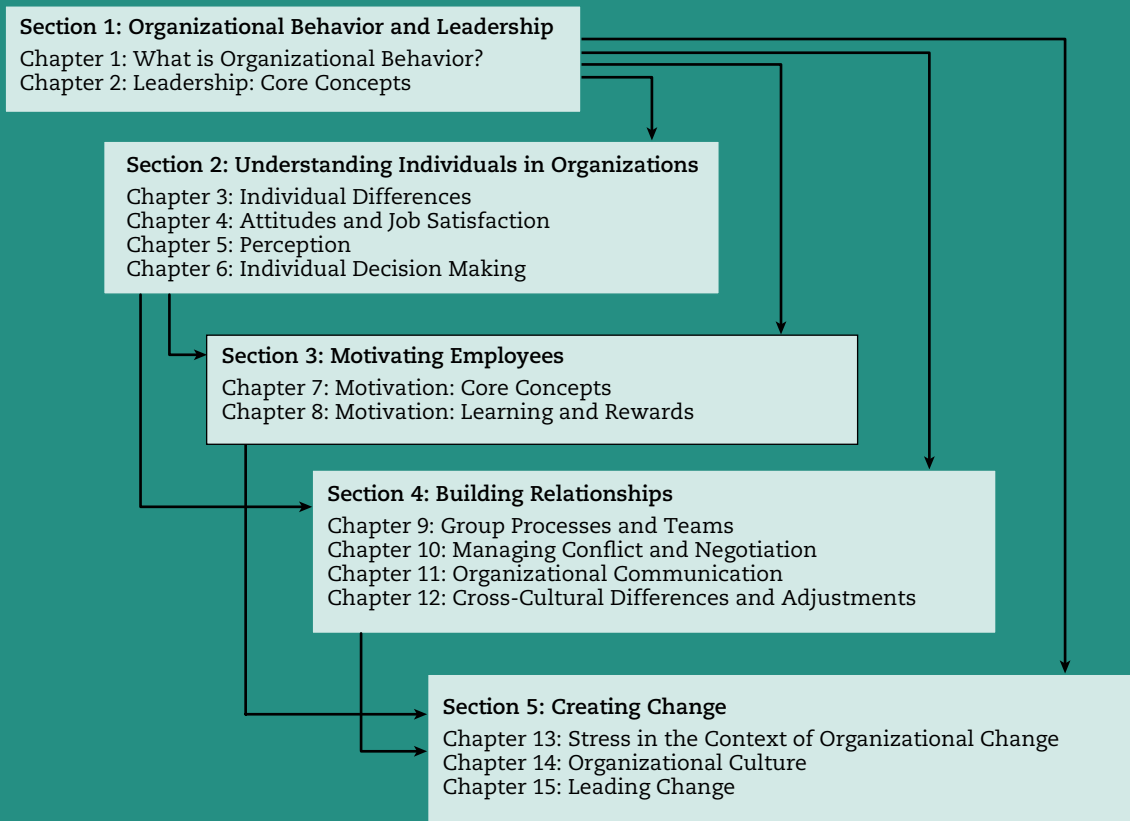 Section 1: Organizational Behavior and Leadership
Chapter 1: What is Organizational Behavior?
Chapter 2: Leadership: Core Concepts
Section 2: Understanding Individuals in Organizations
Chapter 3: Individual Differences
Chapter 4: Attitudes and Job Satisfaction
Chapter 5: Perception
Chapter 6: Individual Decision Making
Section 3: Motivating Employees
Chapter 7: Motivation: Core Concepts
Chapter 8: Motivation: Learning and Rewards
Section 4: Building Relationships
Chapter 9: Group Processes and Teams
Chapter 10: Managing Conflict and Negotiation
Chapter 11: Organizational Communication
Chapter 12: Cross-Cultural Differences and Adjustments
Section 5: Creating Change
Chapter 13: Stress in the Context of Organizational Change
Chapter 14: Organizational Culture
Chapter 15: Leading Change